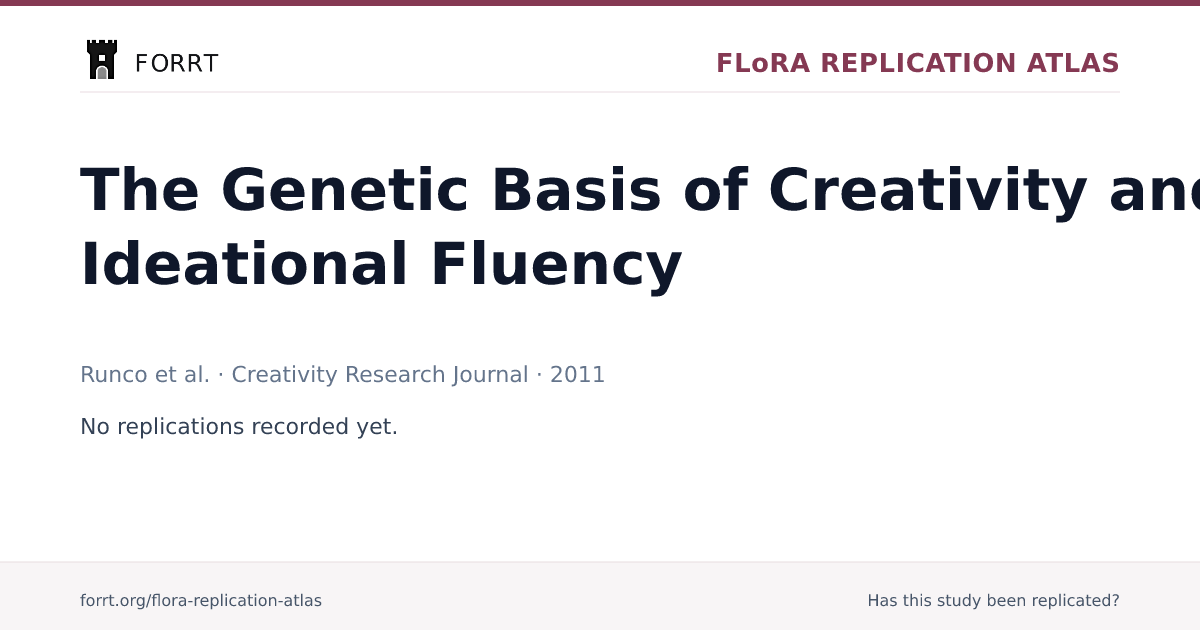 FORRT
FLoRA REPLICATION ATLAS
The Genetic Basis of Creativity an
Ideational Fluency
Runco et al. · Creativity Research Journal · 2011
No replications recorded yet.
forrt.org/flora-replication-atlas
Has this study been replicated?